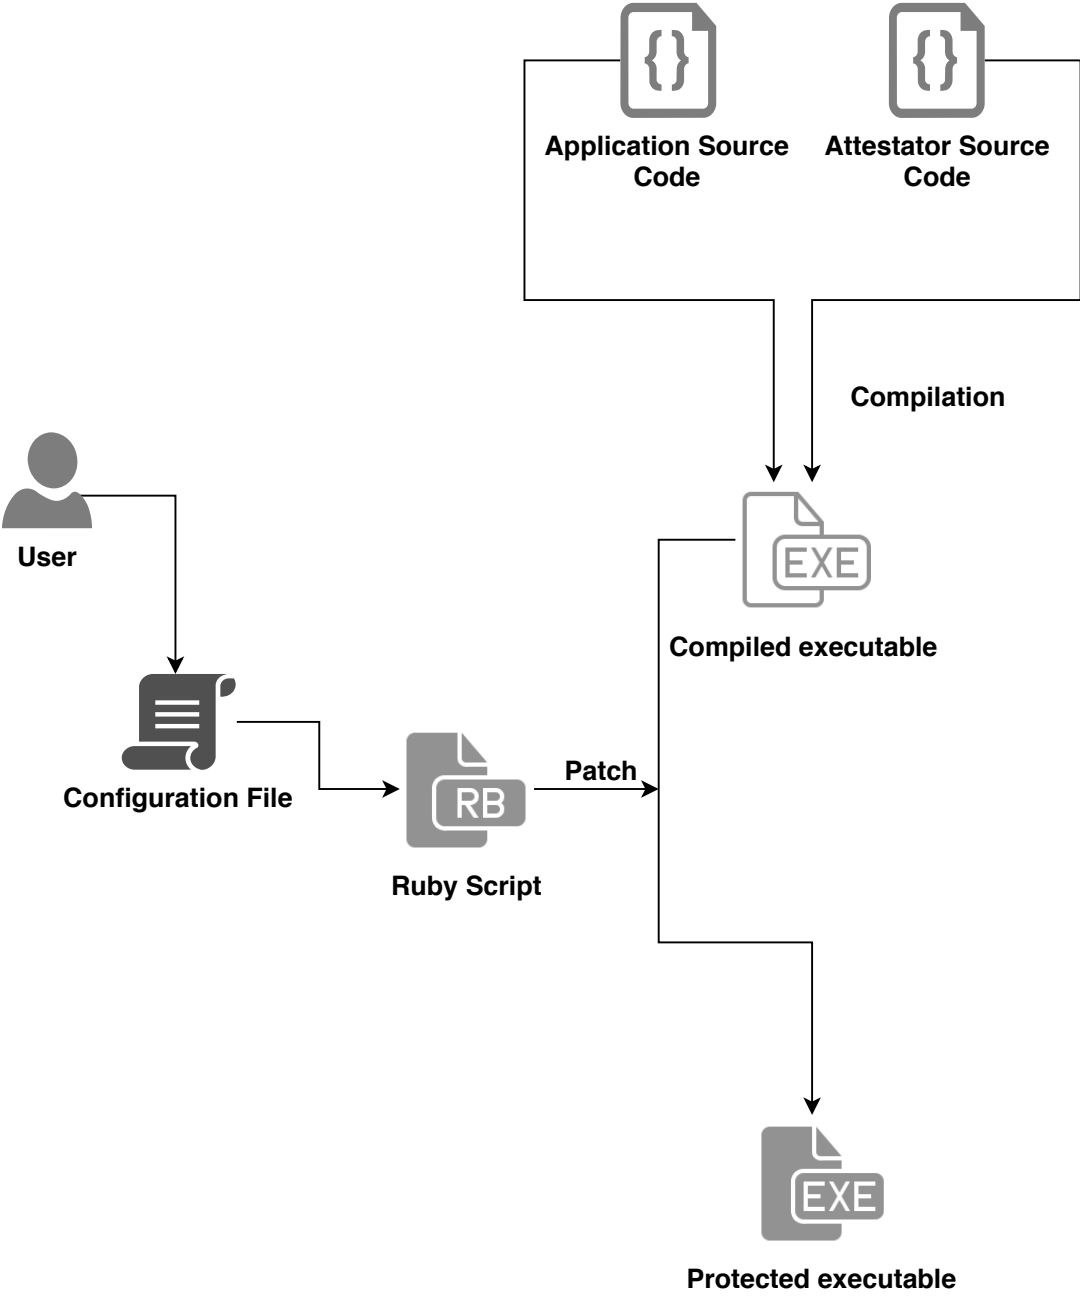 {} {}
Application Source
Code
Attestator Source
Code
Compilation
User
EXE
Compiled executable
Configuration File
Patch
RB
Ruby Script
EXE
Protected executable